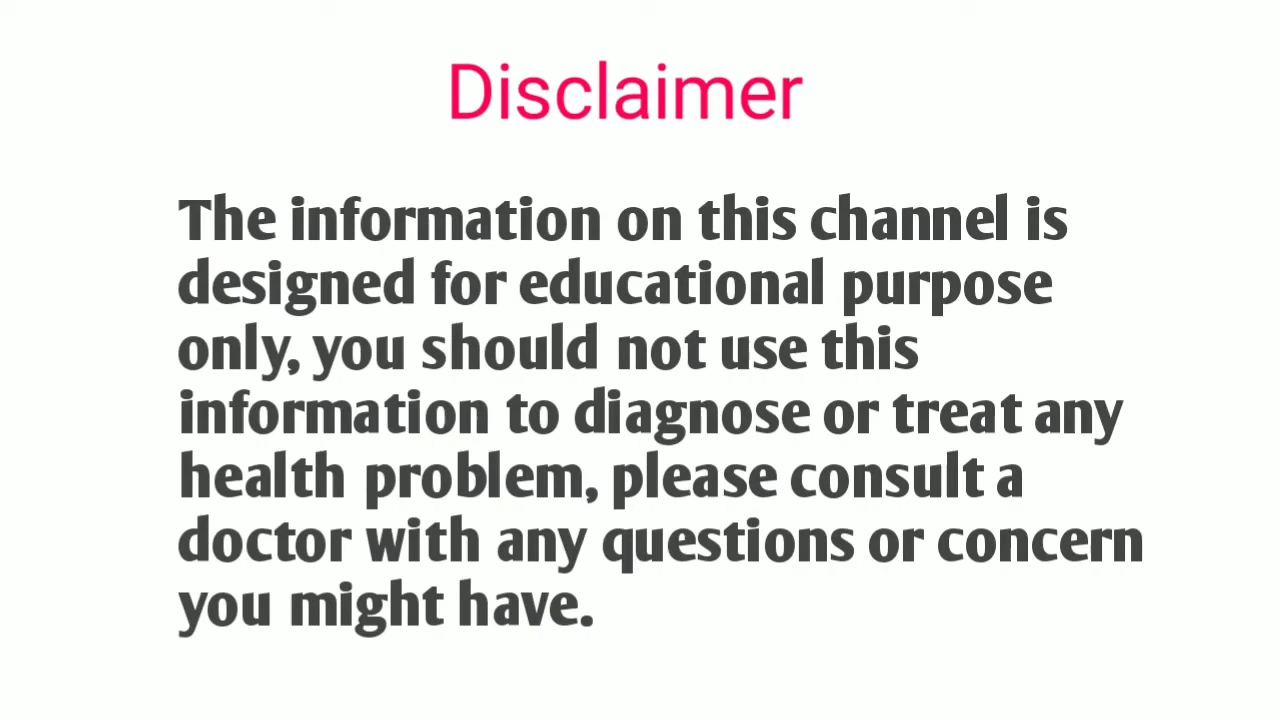 Disclaimer
The information on this channel is
designed for educational purpose
only, you should not use this
information to diagnose or treat any
health problem, please consult a
doctor with any questions or concern
you might have.